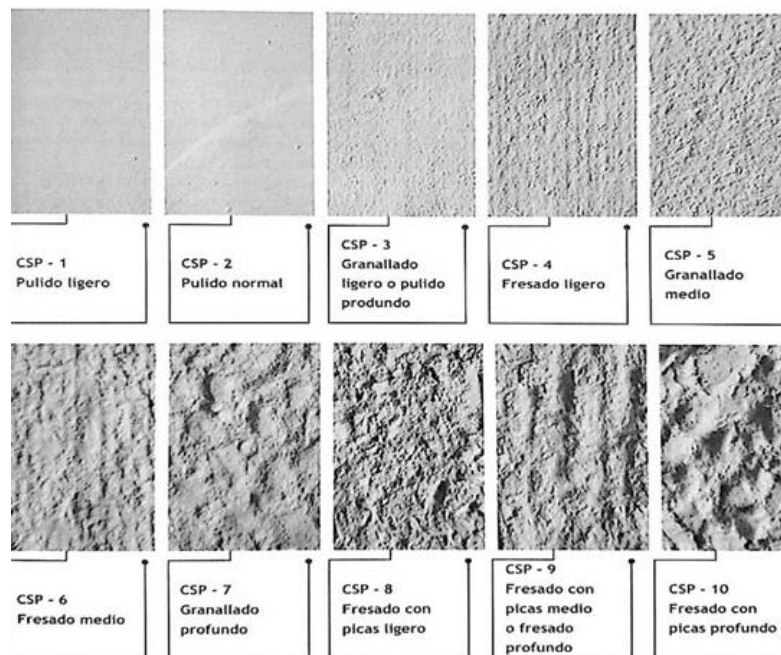 CSP - 1
Pulido ligero
CSP - 2
Pulido normal
CSP - 3
Granallado
ligero o pulido
produndo
CSP - 4
Fresado ligero
CSP - 5
Granallado
medio
CSP - 6
Fresado medio
CSP - 7
Granallado
profundo
CSP - 8
Fresado con
picas ligero
CSP - 9
Fresado con
picas medio
o fresado
profundo
CSP - 10
Fresado con
picas profundo